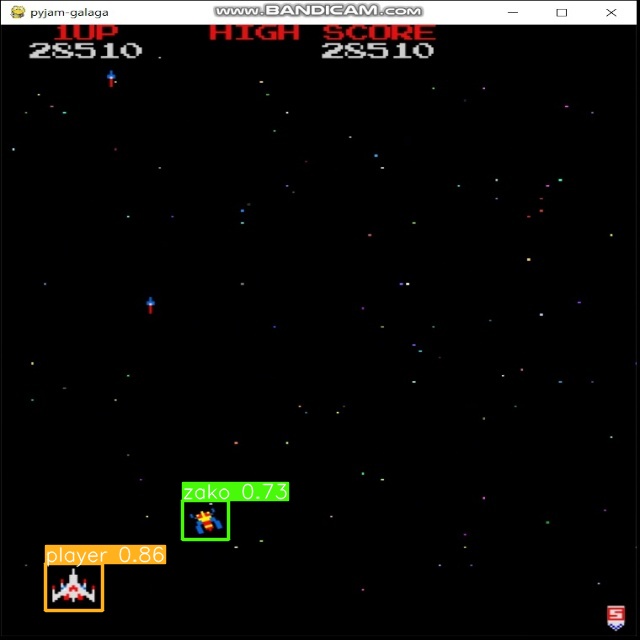 pyjam-galaga
www.BANDICAM.com
1UP
HIGH SCORE
28510
28510
zako 0.73
player 0.86
5